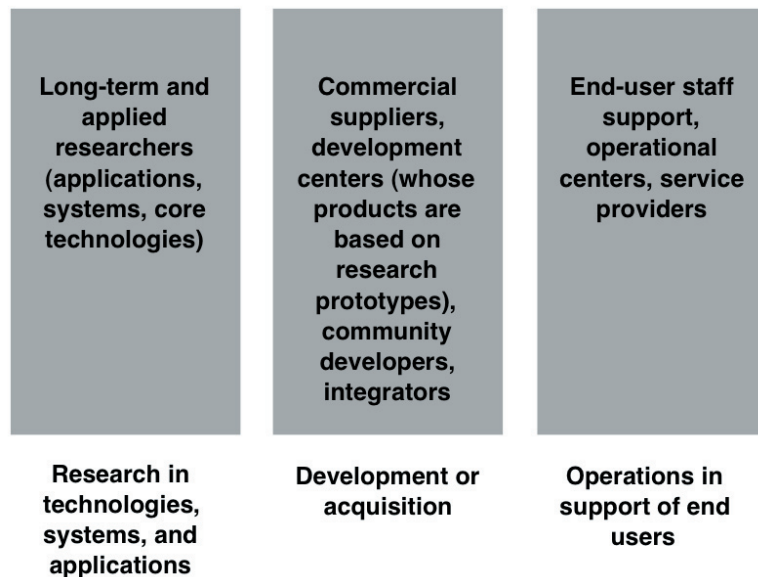 Long-term and
applied
researchers
(applications,
systems, core
technologies)
Commercial
suppliers,
development
centers (whose
products are
based on
research
prototypes),
community
developers,
integrators
End-user staff
support,
operational
centers, service
providers
Research in
technologies,
systems, and
applications
Development or
acquisition
Operations in
support of end
users